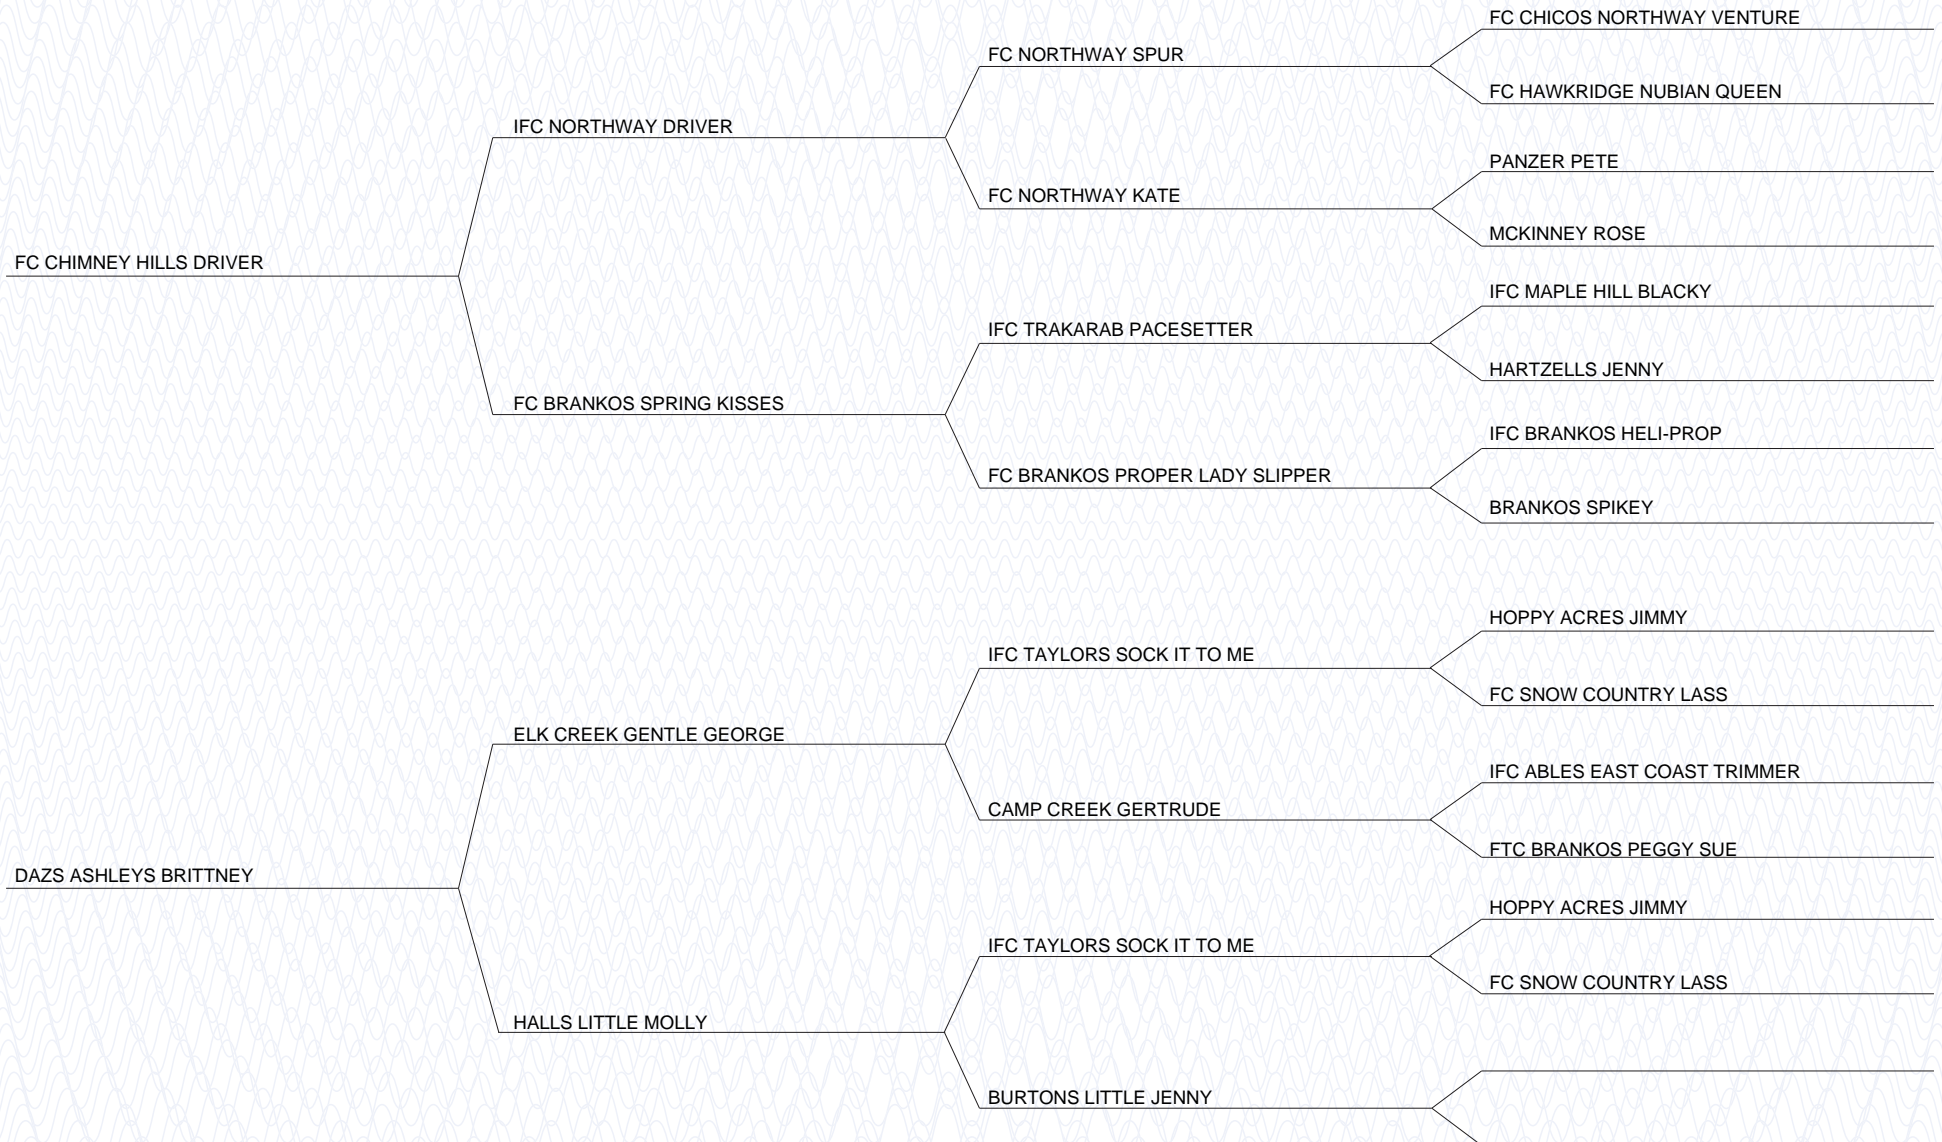 FC CHICOS NORTHWAY VENTURE
FC NORTHWAY SPUR
FC HAWKRIDGE NUBIAN QUEEN
IFC NORTHWAY DRIVER
PANZER PETE
FC NORTHWAY KATE
MCKINNEY ROSE
FC CHIMNEY HILLS DRIVER
IFC MAPLE HILL BLACKY
IFC TRAKARAB PACESETTER
HARTZELLS JENNY
FC BRANKOS SPRING KISSES
IFC BRANKOS HELI-PROP
FC BRANKOS PROPER LADY SLIPPER
BRANKOS SPIKEY
HOPPY ACRES JIMMY
IFC TAYLORS SOCK IT TO ME
FC SNOW COUNTRY LASS
ELK CREEK GENTLE GEORGE
IFC ABLES EAST COAST TRIMMER
CAMP CREEK GERTRUDE
FTC BRANKOS PEGGY SUE
DAZS ASHLEYS BRITTNEY
HOPPY ACRES JIMMY
IFC TAYLORS SOCK IT TO ME
FC SNOW COUNTRY LASS
HALLS LITTLE MOLLY
BURTONS LITTLE JENNY